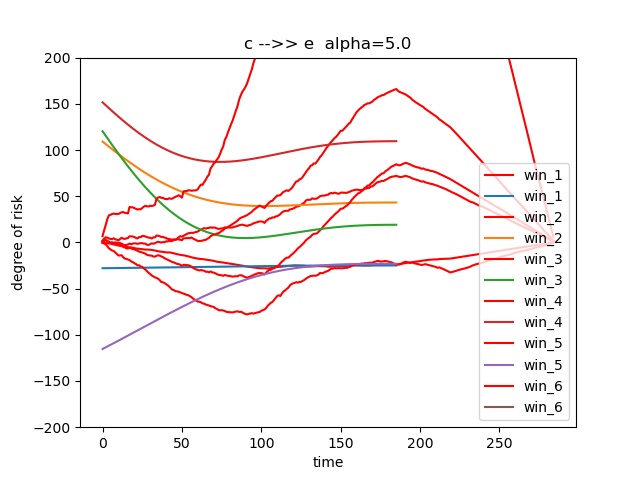 c -->> e  alpha=5.0
degree of risk
200
150
100
50
0
−50
−100
−150
−200
0 50 100 150 200 250
time
win_1
win_1
win_2
win_2
win_3
win_3
win_4
win_4
win_5
win_5
win_6
win_6